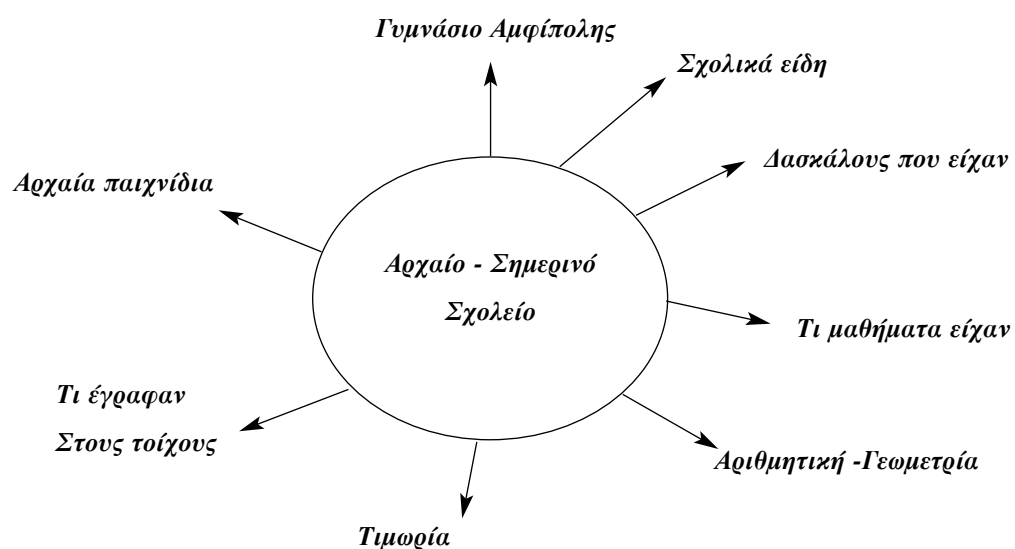 Γυμνάσιο Αμφίπολης
Σχολικά είδη
Δασκάλους που είχαν
Αρχαία παιχνίδια
Αρχαίο - Σημερινό
Σχολείο
Τι μαθήματα είχαν
Τι έγραφαν
Στους τοίχους
Αριθμητική -Γεωμετρία
Τιμωρία